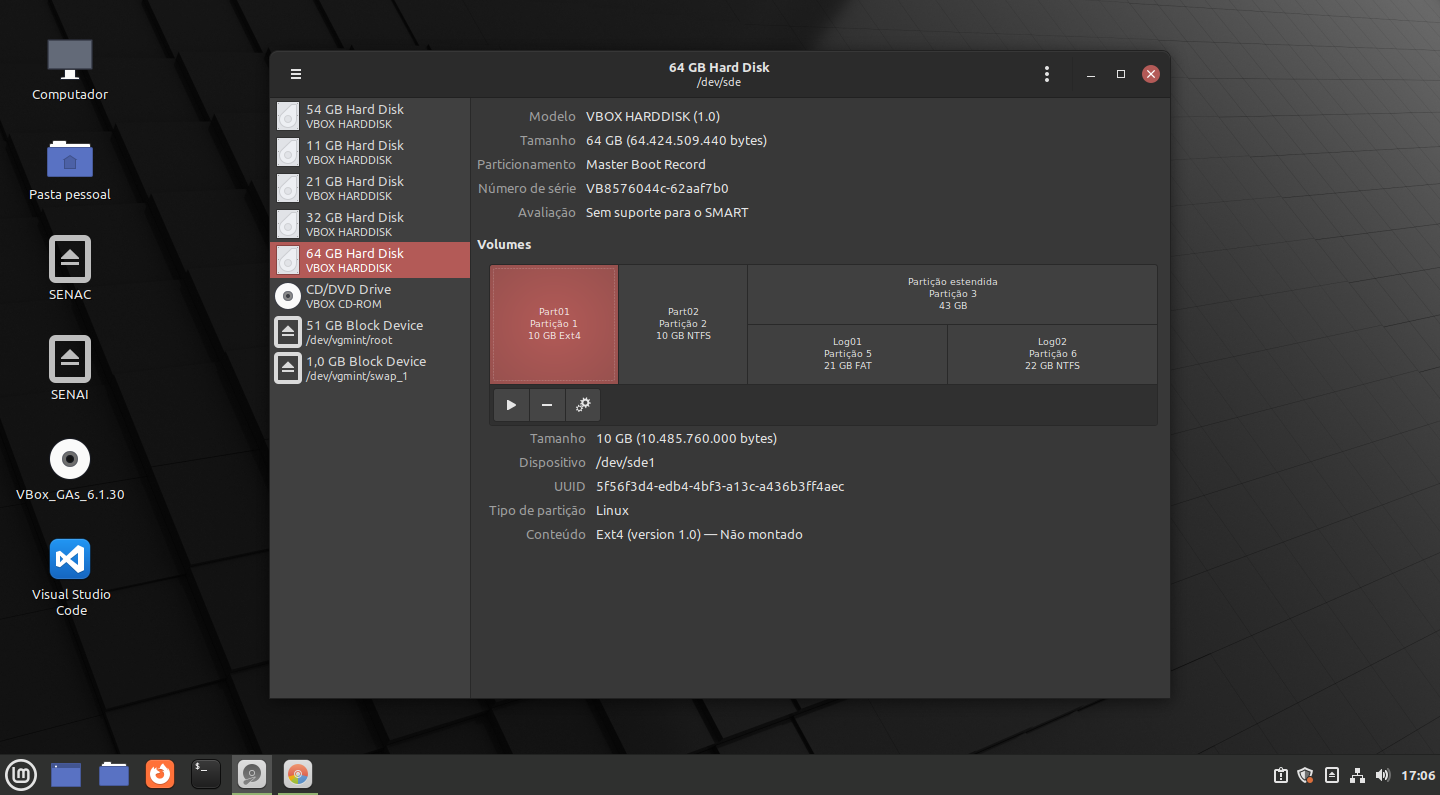 Computador
Pasta pessoal
SENAC
SENAI
VBox_GAs_6.1.30
Visual Studio
Code
64 GB Hard Disk
/dev/sde
54 GB Hard Disk
VBOX HARDDISK
11 GB Hard Disk
VBOX HARDDISK
21 GB Hard Disk
VBOX HARDDISK
32 GB Hard Disk
VBOX HARDDISK
64 GB Hard Disk
VBOX HARDDISK
CD/DVD Drive
VBOX CD-ROM
51 GB Block Device
/dev/vgmint/root
1,0 GB Block Device
/dev/vgmint/swap_1
Modelo VBOX HARDDISK (1.0)
Tamanho 64 GB (64.424.509.440 bytes)
Particionamento Master Boot Record
Número de série VB8576044c-62aaf7b0
Avaliação Sem suporte para o SMART
Volumes
Part01
Partição 1
10 GB Ext4
Part02
Partição 2
10 GB NTFS
Partição estendida
Partição 3
43 GB
Log01
Partição 5
21 GB FAT
Log02
Partição 6
22 GB NTFS
Tamanho 10 GB (10.485.760.000 bytes)
Dispositivo /dev/sde1
UUID 5f56f3d4-edb4-4bf3-a13c-a436b3ff4aec
Tipo de partição Linux
Conteúdo Ext4 (version 1.0) — Não montado
$_
17:06